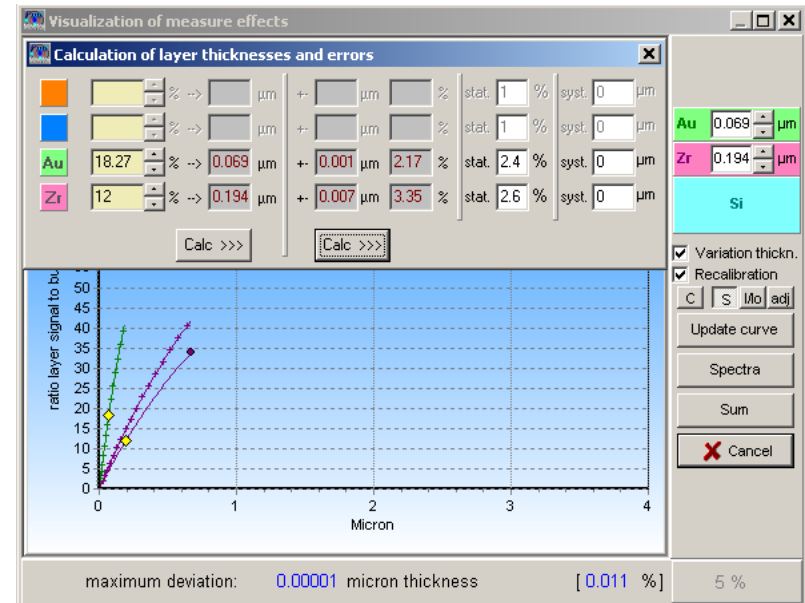 Visualization of measure effects
Calculation of layer thicknesses and errors
% --> µm +- % stat. 1 % syst. 0 µm
% --> µm +- % stat. 1 % syst. 0 µm
Au 18.27 % --> 0.069 µm +- 0.001 µm 2.17 % stat. 2.4 % syst. 0 µm
Zr 12 % --> 0.194 µm +- 0.007 µm 3.35 % stat. 2.6 % syst. 0 µm
Calc >>> Calc >>>
Au 0.069 µm
Zr 0.194 µm
Si
Variation thickn.
Recalibration
C S Mo adj
Update curve
Spectra
Sum
Cancel
ratio layer signal to
50
45
40
35
30
25
20
15
10
5
0
0 1 2 3 4
Micron
maximum deviation: 0.00001 micron thickness [ 0.011 %] 5 %